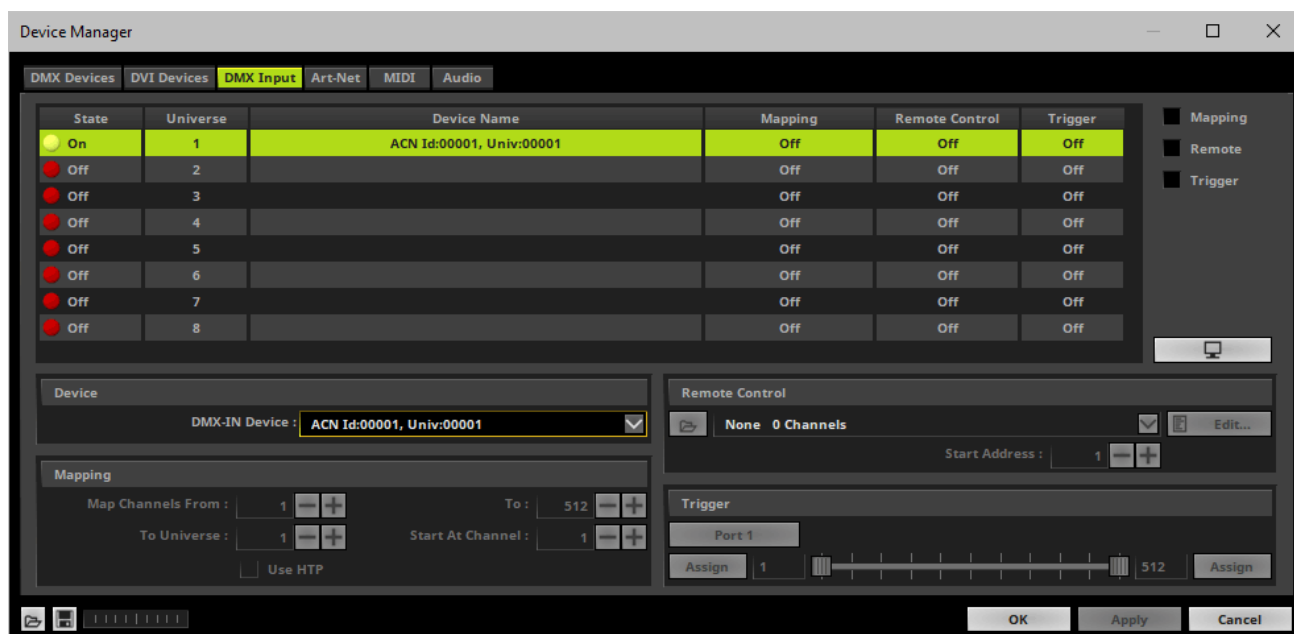 Device Manager
DMX Devices DVI Devices DMX Input Art-Net MIDI Audio
State Universe Device Name Mapping Remote Control Trigger
On 1 ACN Id:00001, Univ:00001 Off Off Off
Off 2 Off Off Off
Off 3 Off Off Off
Off 4 Off Off Off
Off 5 Off Off Off
Off 6 Off Off Off
Off 7 Off Off Off
Off 8 Off Off Off
Mapping
Remote
Trigger
Device
DMX-IN Device : ACN Id:00001, Univ:00001
Mapping
Map Channels From : 1 To : 512
To Universe : 1 Start At Channel : 1
Use HTP
Remote Control
None 0 Channels Edit...
Start Address : 1
Trigger
Port 1
Assign 1 512 Assign
OK Apply Cancel